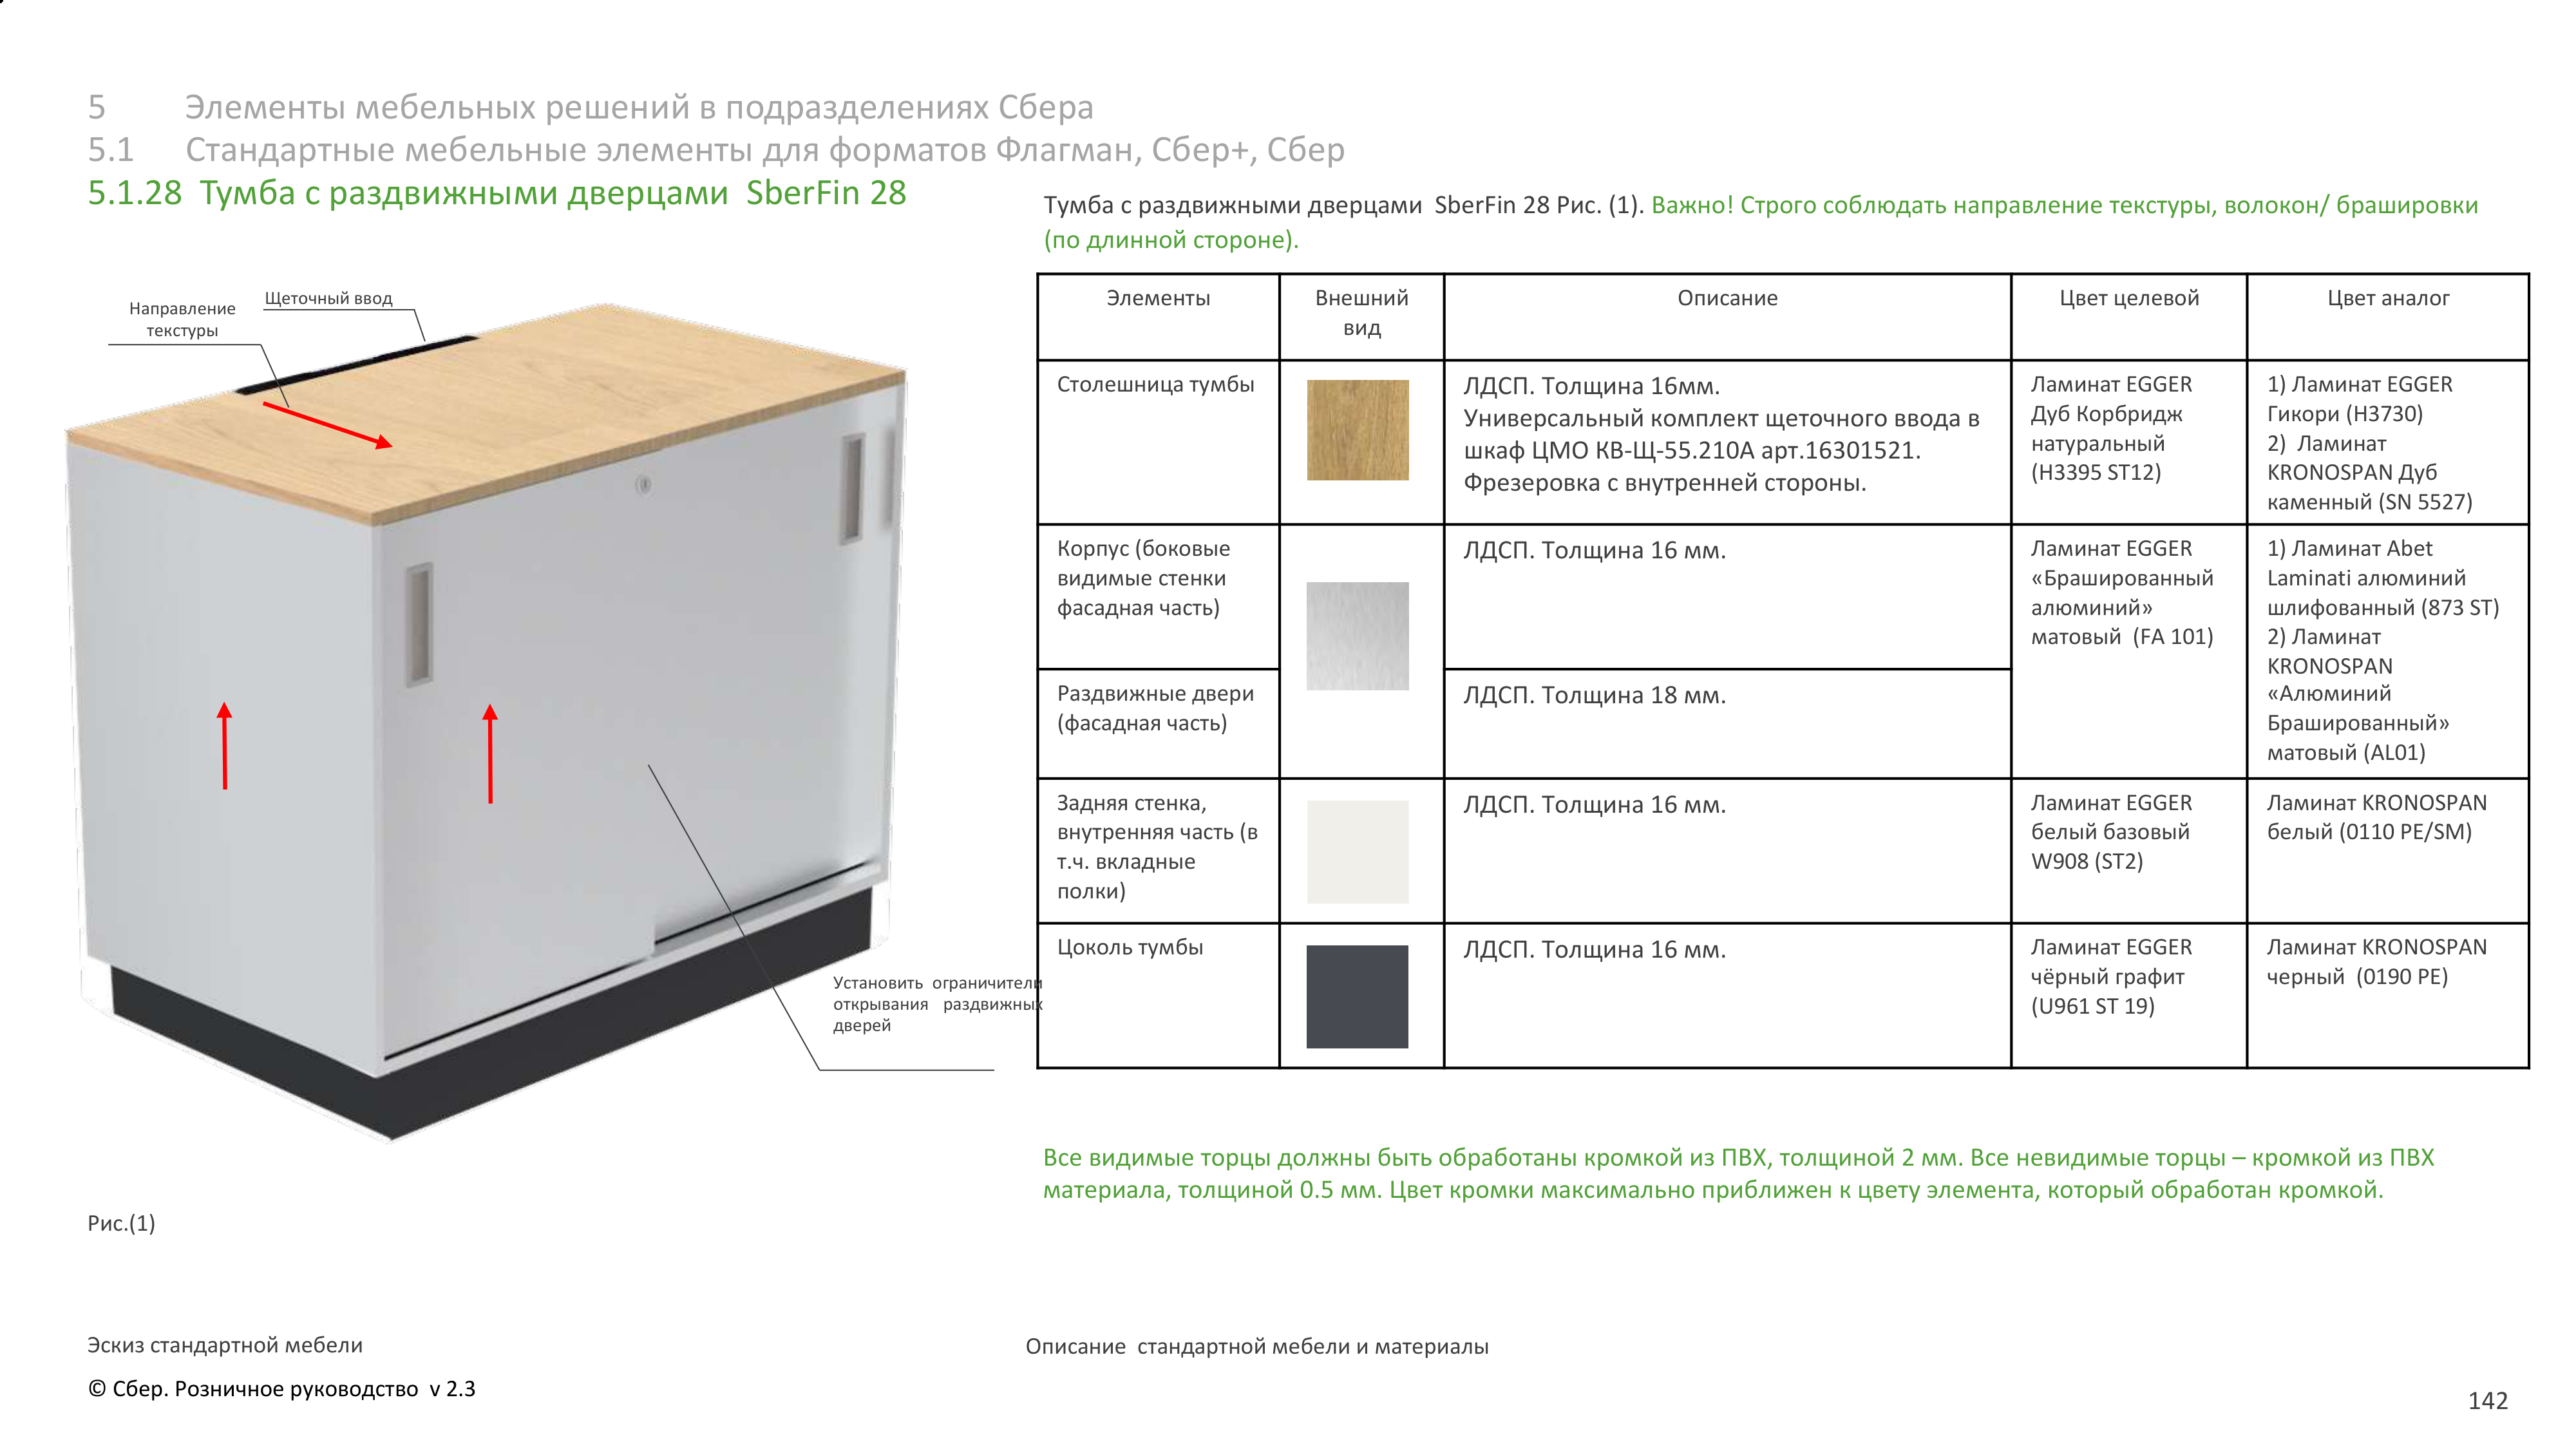 5 Элементы мебельных решений в подразделениях Сбера
5.1 Стандартные мебельные элементы для форматов Флагман, Сбер+, Сбер
5.1.28 Тумба с раздвижными дверцами SberFin 28
Тумба с раздвижными дверцами SberFin 28 Рис. (1). Важно! Строго соблюдать направление текстуры, волокон/ брашировки
(по длинной стороне).
Направление
текстуры
Щеточный ввод
Установить ограничители
открывания раздвижных
дверей
Рис.(1)
Элементы
Внешний
вид
Описание
Цвет целевой
Цвет аналог
Столешница тумбы
ЛДСП. Толщина 16мм.
Универсальный комплект щеточного ввода в
шкаф ЦМО КВ-Щ-55.210А арт.16301521.
Фрезеровка с внутренней стороны.
Ламинат EGGER
Дуб Корбридж
натуральный
(H3395 ST12)
1) Ламинат EGGER
Гикори (H3730)
2) Ламинат
KRONOSPAN Дуб
каменный (SN 5527)
Корпус (боковые
видимые стенки
фасадная часть)
ЛДСП. Толщина 16 мм.
Ламинат EGGER
«Брашированный
алюминий»
матовый (FA 101)
1) Ламинат Abet
Laminati алюминий
шлифованный (873 ST)
2) Ламинат
KRONOSPAN
«Алюминий
Брашированный»
матовый (AL01)
Раздвижные двери
(фасадная часть)
ЛДСП. Толщина 18 мм.
Задняя стенка,
внутренняя часть (в
т.ч. вкладные
полки)
ЛДСП. Толщина 16 мм.
Ламинат EGGER
белый базовый
W908 (ST2)
Ламинат KRONOSPAN
белый (0110 PE/SM)
Цоколь тумбы
ЛДСП. Толщина 16 мм.
Ламинат EGGER
чёрный графит
(U961 ST 19)
Ламинат KRONOSPAN
черный (0190 PE)
Все видимые торцы должны быть обработаны кромкой из ПВХ, толщиной 2 мм. Все невидимые торцы – кромкой из ПВХ
материала, толщиной 0.5 мм. Цвет кромки максимально приближен к цвету элемента, который обработан кромкой.
Эскиз стандартной мебели
Описание стандартной мебели и материалы
© Сбер. Розничное руководство v 2.3
142